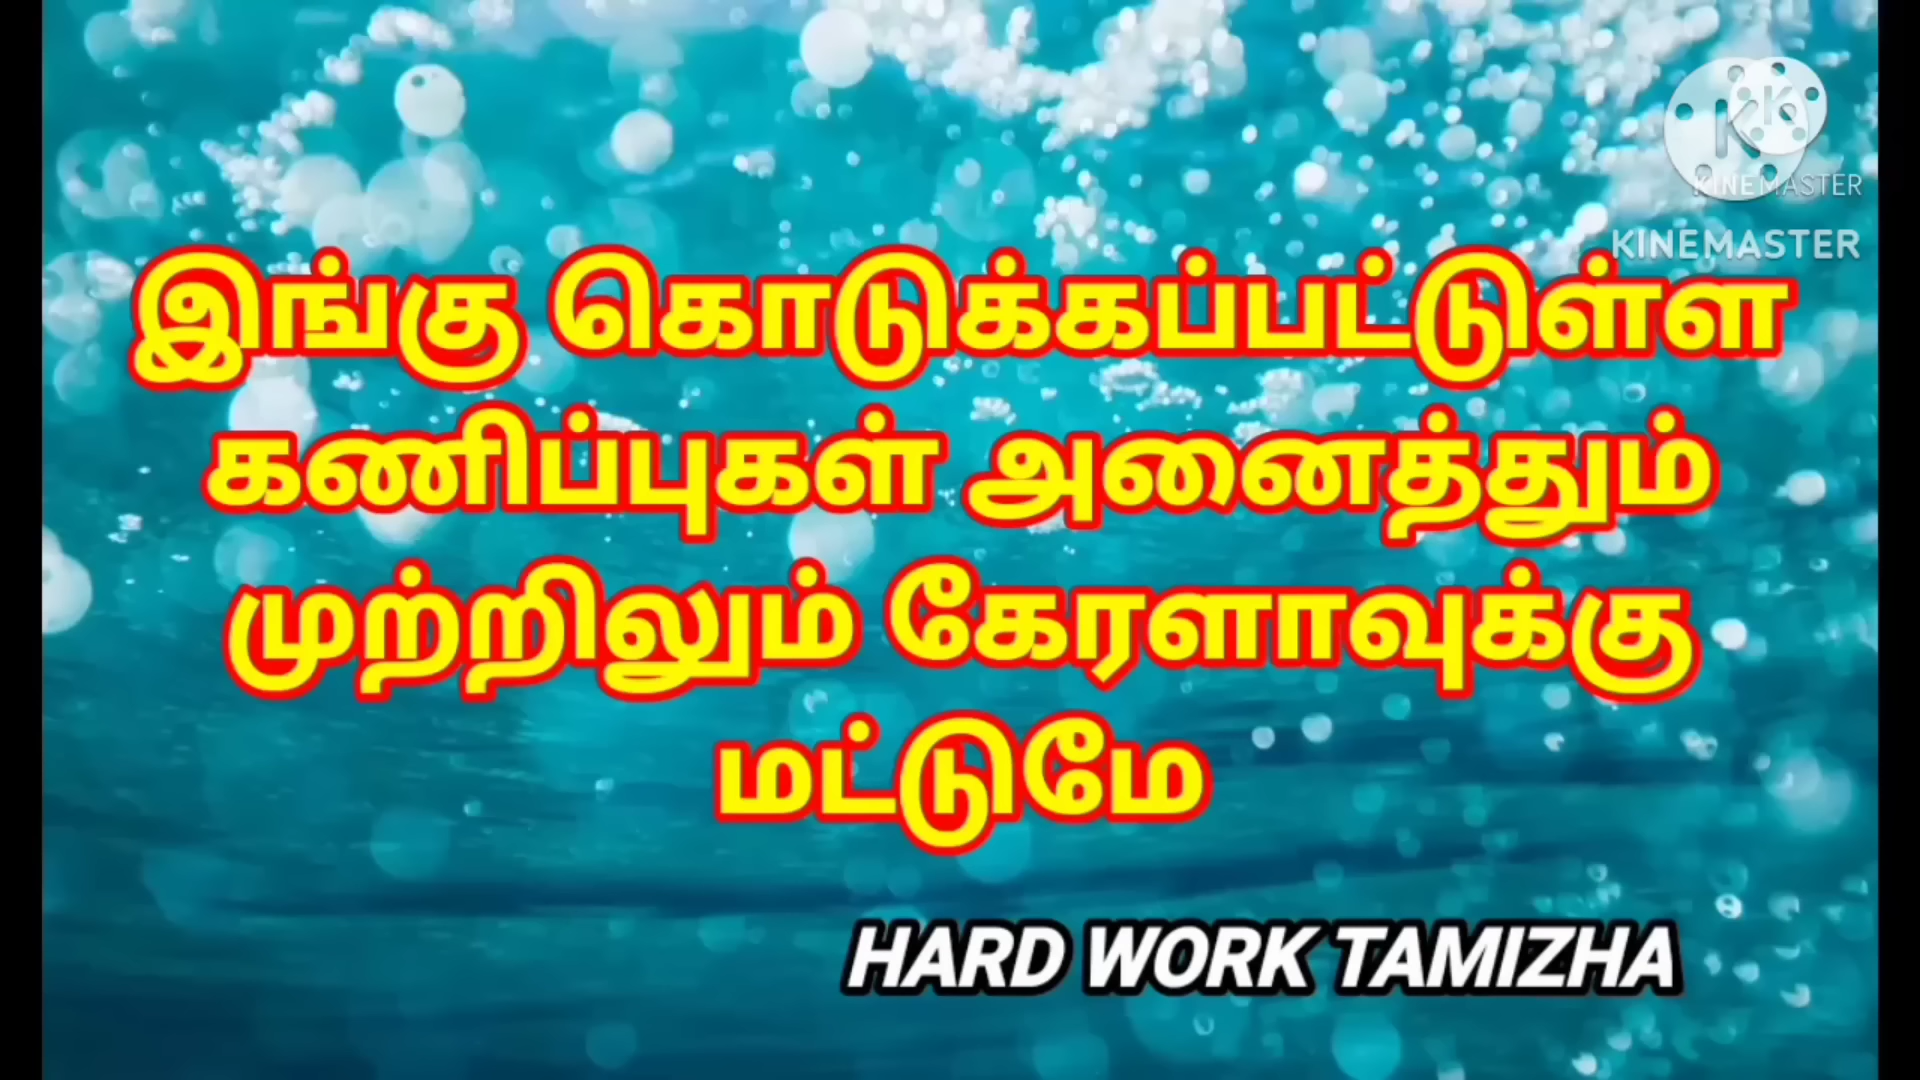 KINEMASTER
KINEMASTER
இங்கு கொடுக்கப்பட்டுள்ள
கணிப்புகள் அனைத்தும்
முற்றிலும் கேரளாவுக்கு
மட்டுமே
HARD WORK TAMIZHA